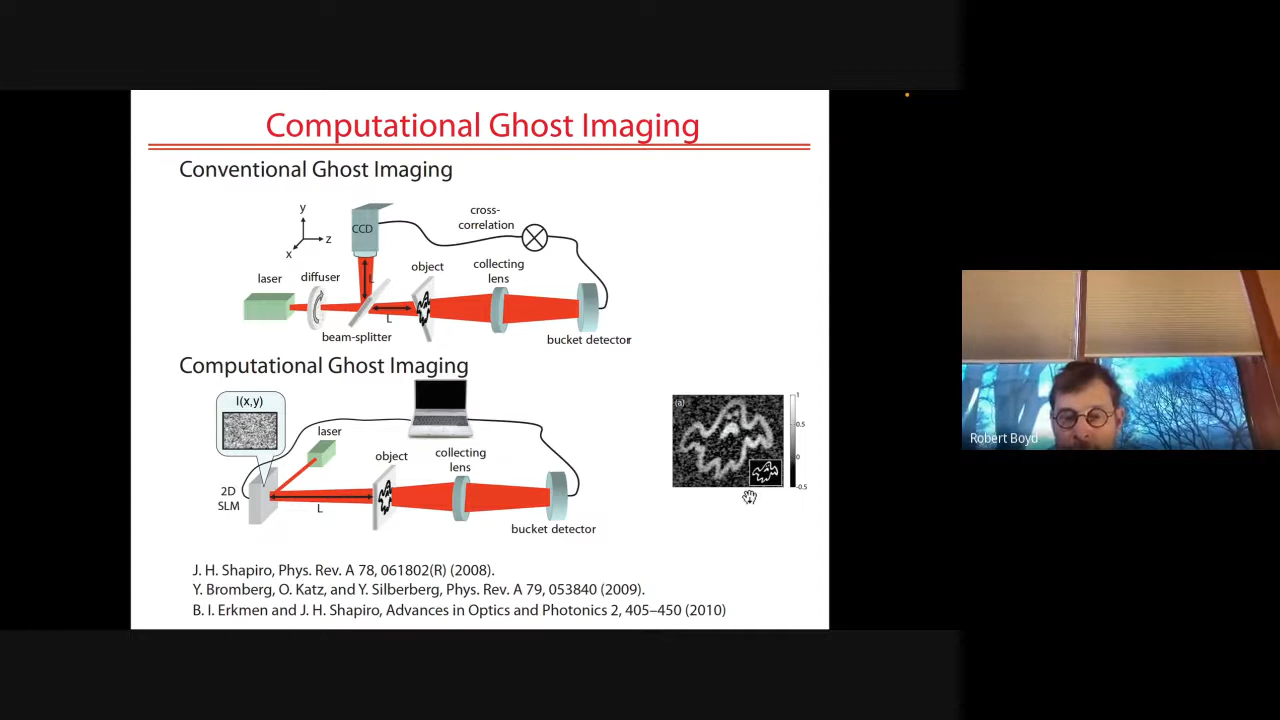 Computational Ghost Imaging
Conventional Ghost Imaging
y
z
x
CCD
cross-
correlation
laser
diffuser
L
L
object
collecting
lens
beam-splitter
bucket detector
Computational Ghost Imaging
I(x,y)
laser
object
collecting
lens
2D
SLM
L
bucket detector
(a)
1
0.5
0
-0.5
Robert Boyd
J. H. Shapiro, Phys. Rev. A 78, 061802(R) (2008).
Y. Bromberg, O. Katz, and Y. Silberberg, Phys. Rev. A 79, 053840 (2009).
B. I. Erkmen and J. H. Shapiro, Advances in Optics and Photonics 2, 405–450 (2010)